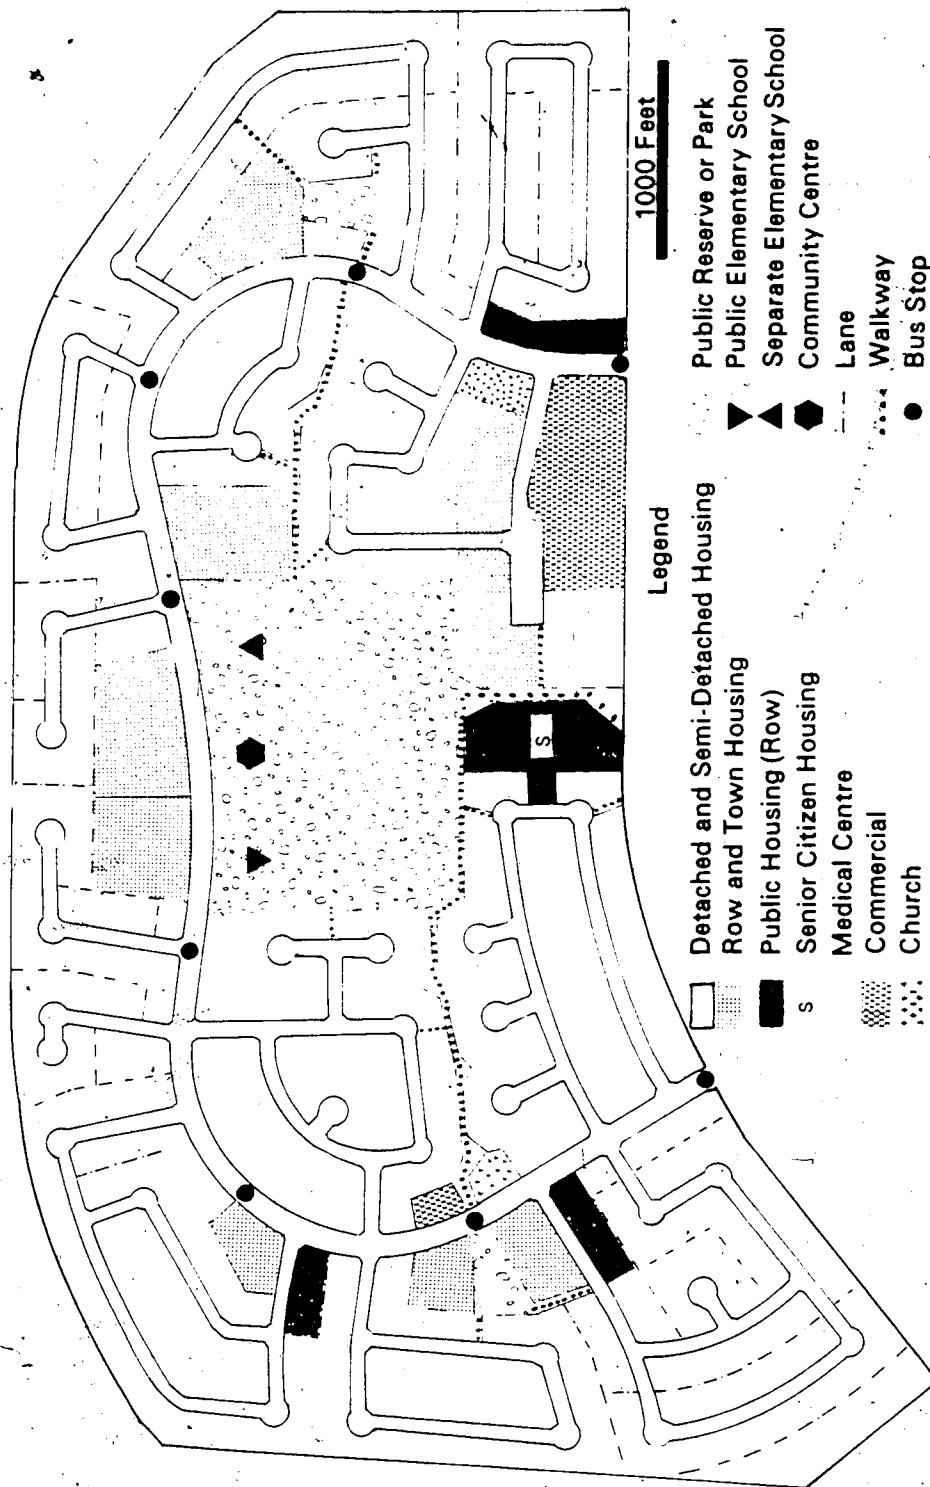 S
1000 Feet
Legend
Detached and Semi-Detached Housing
Row and Town Housing
Public Housing (Row)
S Senior Citizen Housing
Medical Centre
Commercial
Church
Public Reserve or Park
Public Elementary School
Separate Elementary School
Community Centre
Lane
Walkway
Bus Stop